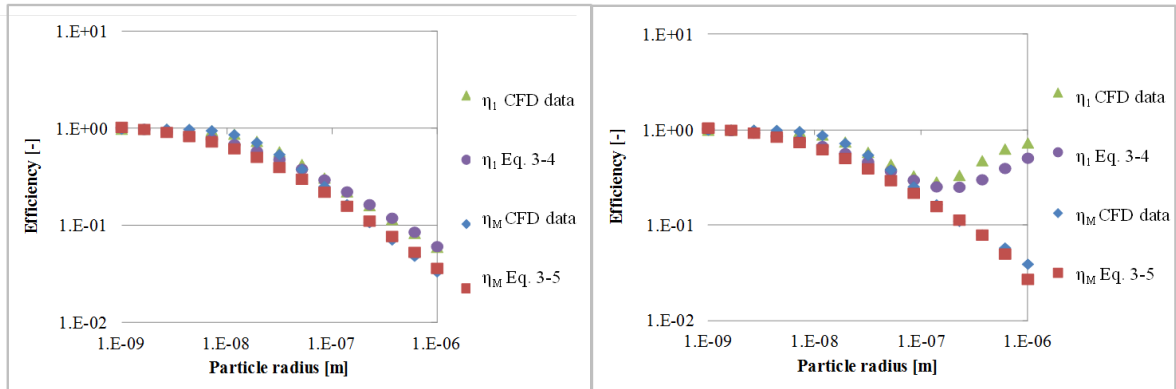 1.E+01
1.E+00
1.E-01
1.E-02
Efficiency [-]
1.E-09 1.E-08 1.E-07 1.E-06
Particle radius [m]
η1 CFD data
η1 Eq. 3-4
ηM CFD data
ηM Eq. 3-5
1.E+01
1.E+00
1.E-01
1.E-02
Efficiency [-]
1.E-09 1.E-08 1.E-07 1.E-06
Particle radius [m]
η1 CFD data
η1 Eq. 3-4
ηM CFD data
ηM Eq. 3-5